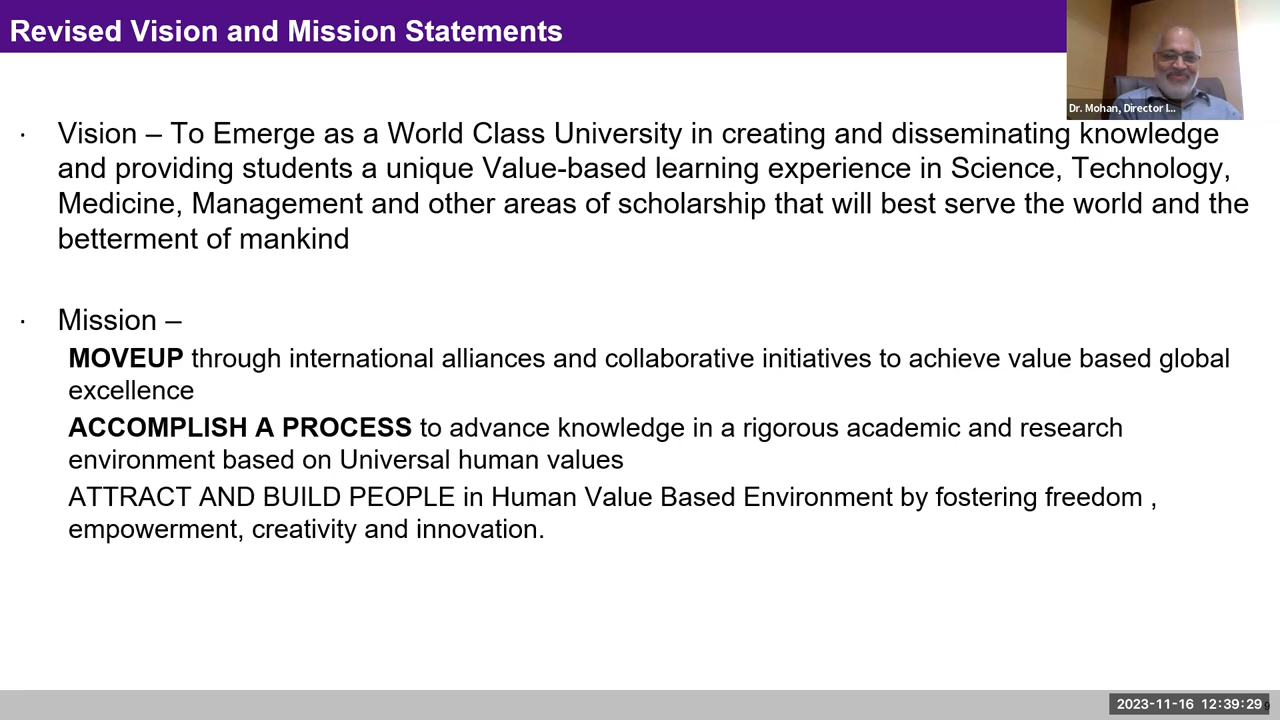 Revised Vision and Mission Statements
Dr. Mohan, Director I...
· Vision – To Emerge as a World Class University in creating and disseminating knowledge
and providing students a unique Value-based learning experience in Science, Technology,
Medicine, Management and other areas of scholarship that will best serve the world and the
betterment of mankind
· Mission –
MOVEUP through international alliances and collaborative initiatives to achieve value based global
excellence
ACCOMPLISH A PROCESS to advance knowledge in a rigorous academic and research
environment based on Universal human values
ATTRACT AND BUILD PEOPLE in Human Value Based Environment by fostering freedom ,
empowerment, creativity and innovation.
2023-11-16 12:39:29